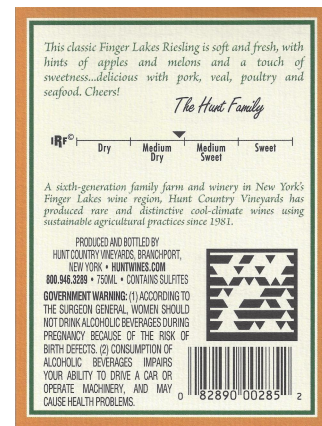 This classic Finger Lakes Riesling is soft and fresh, with
hints of apples and melons and a touch of
sweetness...delicious with pork, veal, poultry and
seafood. Cheers!
The Hunt Family
IRF©
Dry
Medium
Dry
Medium
Sweet
Sweet
A sixth-generation family farm and winery in New York's
Finger Lakes wine region, Hunt Country Vineyards has
produced rare and distinctive cool-climate wines using
sustainable agricultural practices since 1981.
PRODUCED AND BOTTLED BY
HUNT COUNTRY VINEYARDS, BRANCHPORT,
NEW YORK • HUNTWINES.COM
800.946.3289 • 750ML • CONTAINS SULFITES
GOVERNMENT WARNING: (1) ACCORDING TO
THE SURGEON GENERAL, WOMEN SHOULD
NOT DRINK ALCOHOLIC BEVERAGES DURING
PREGNANCY BECAUSE OF THE RISK OF
BIRTH DEFECTS. (2) CONSUMPTION OF
ALCOHOLIC BEVERAGES IMPAIRS
YOUR ABILITY TO DRIVE A CAR OR
OPERATE MACHINERY, AND MAY
CAUSE HEALTH PROBLEMS.
0 82890 00285 2